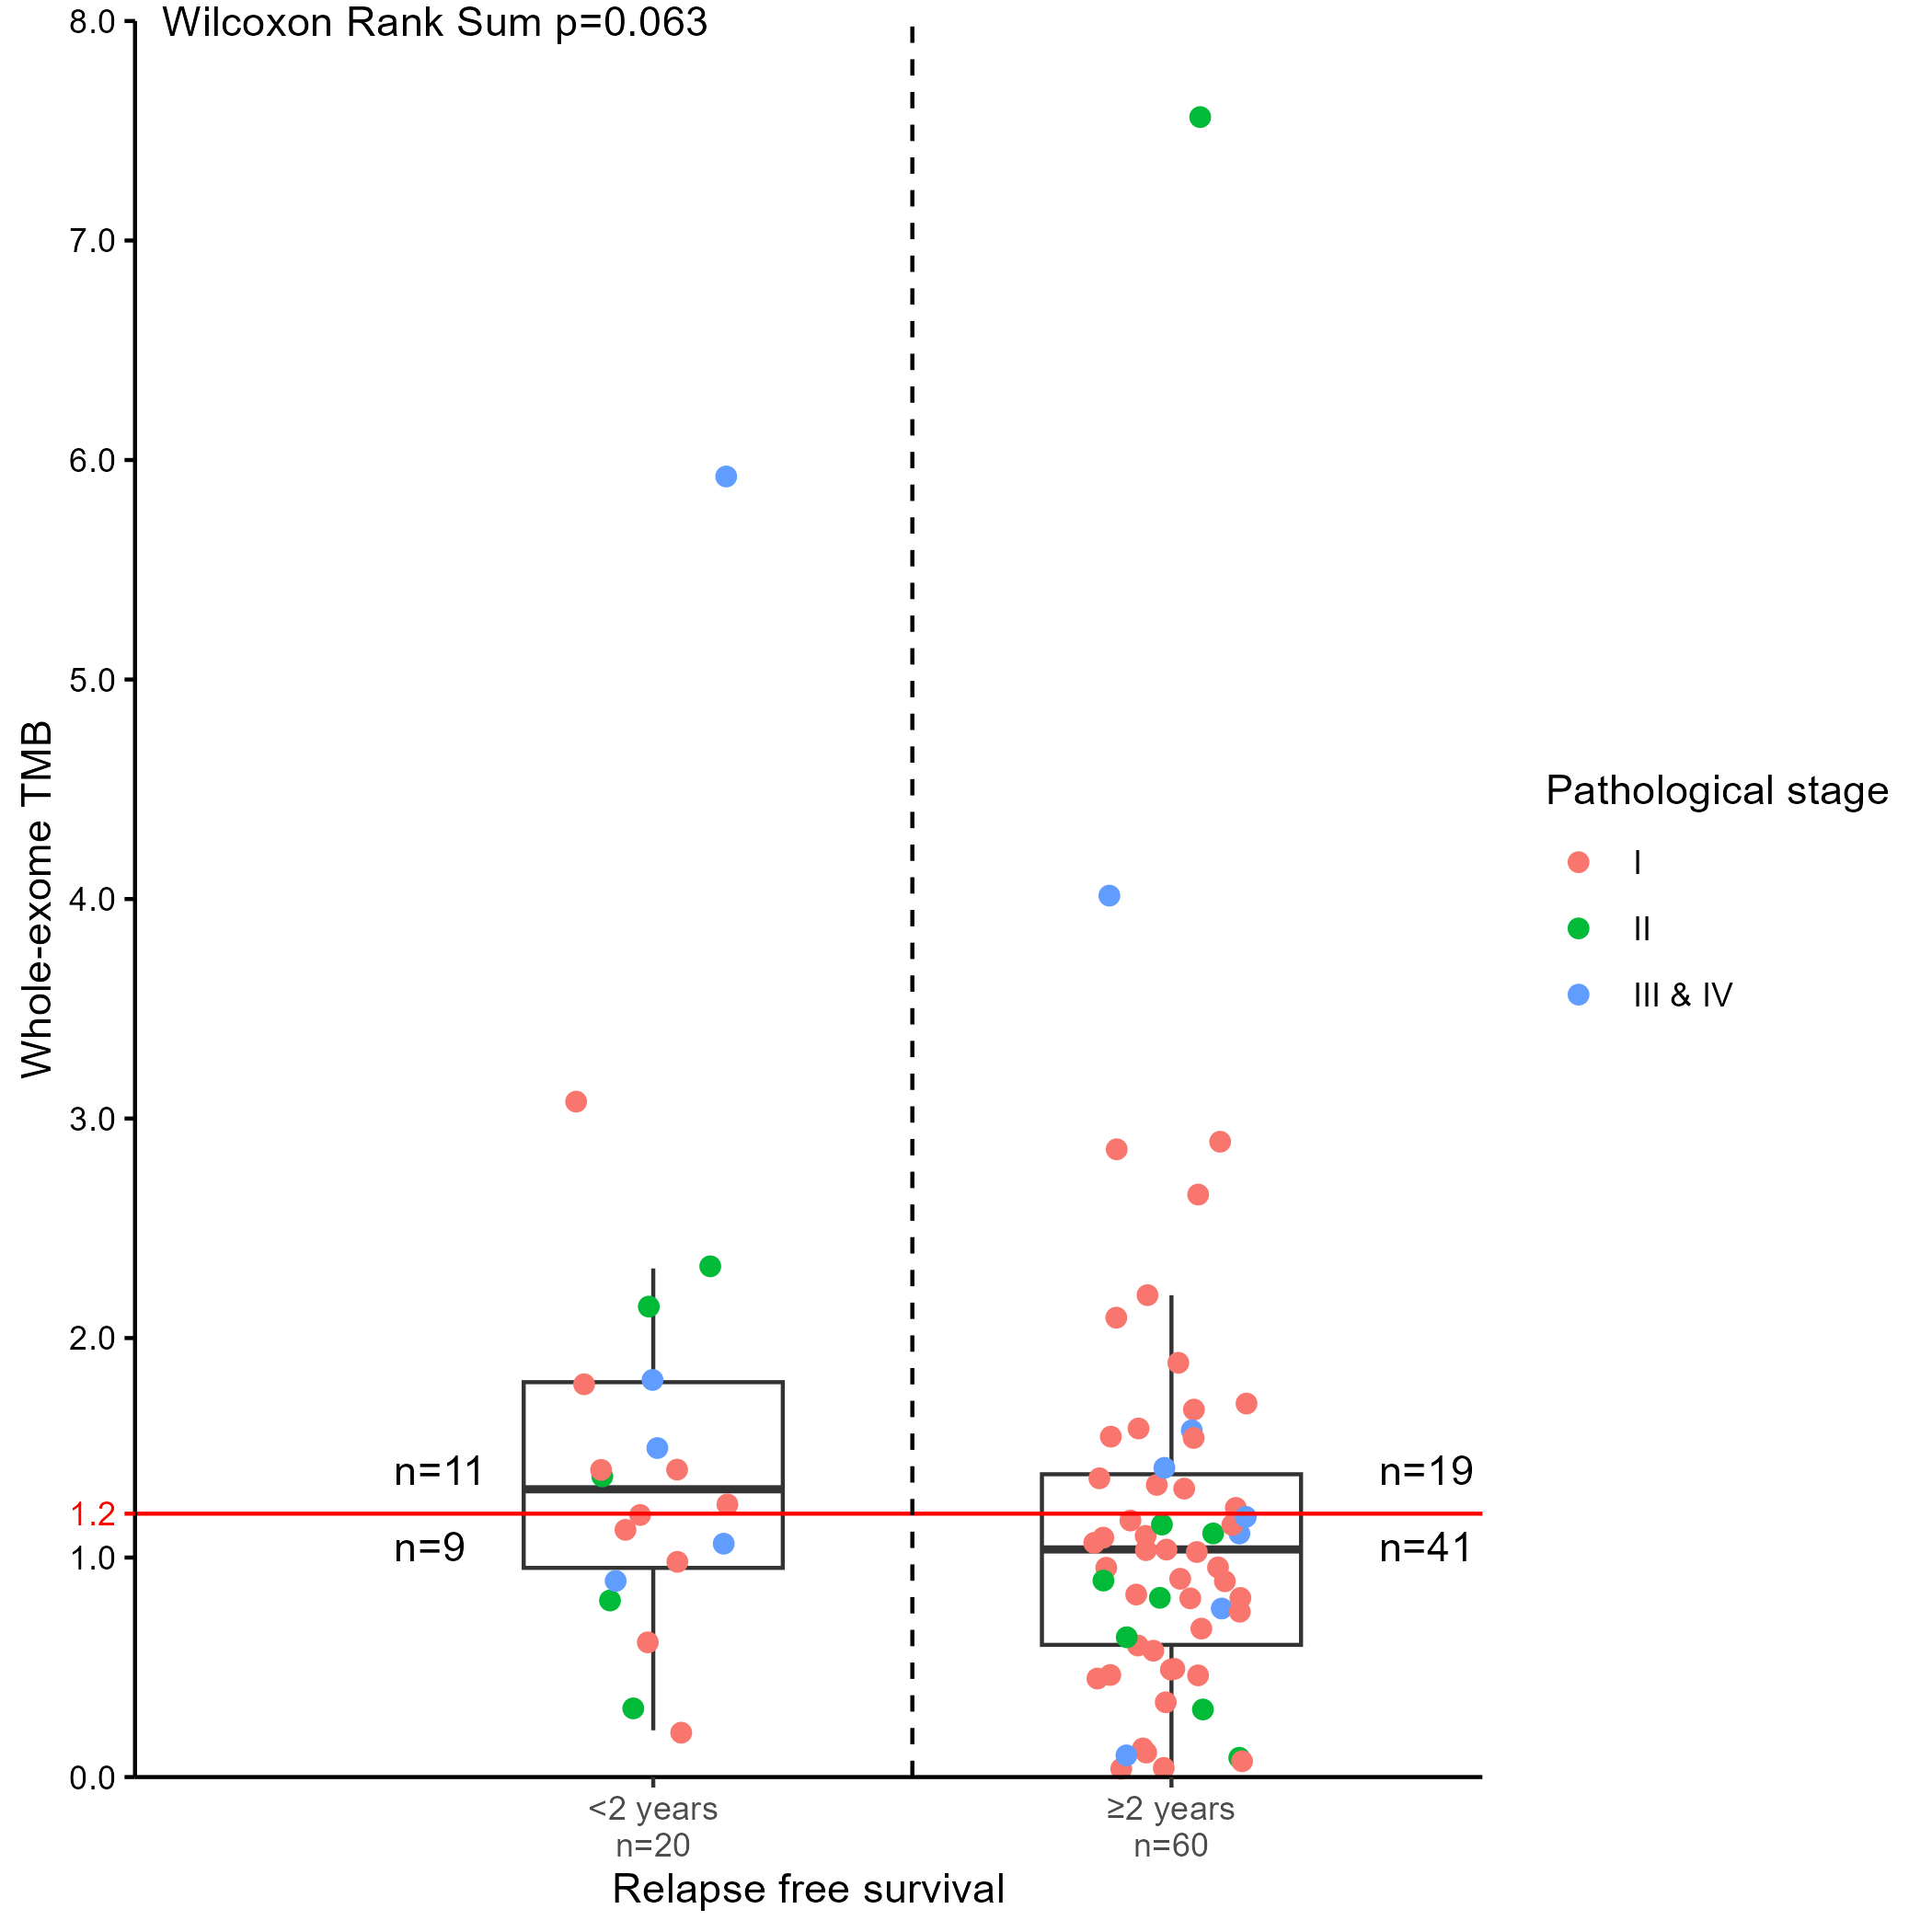 Wilcoxon Rank Sum p=0.063
8.0
7.0
6.0
5.0
4.0
3.0
2.0
1.2
1.0
0.0
Whole-exome TMB
n=11
n=9
n=19
n=41
<2 years
n=20
≥2 years
n=60
Relapse free survival
Pathological stage
I
II
III & IV